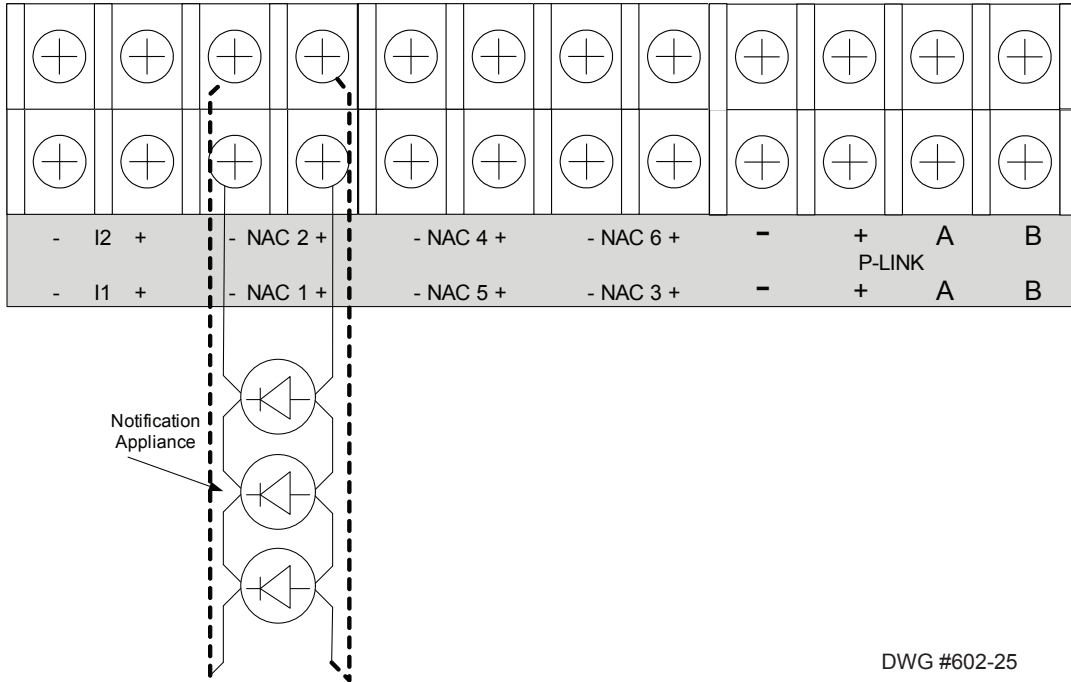 - I2 + - NAC 2 + - NAC 4 + - NAC 6 + - + A B
P-LINK
- I1 + - NAC 1 + - NAC 5 + - NAC 3 + - + A B
Notification
Appliance
DWG #602-25